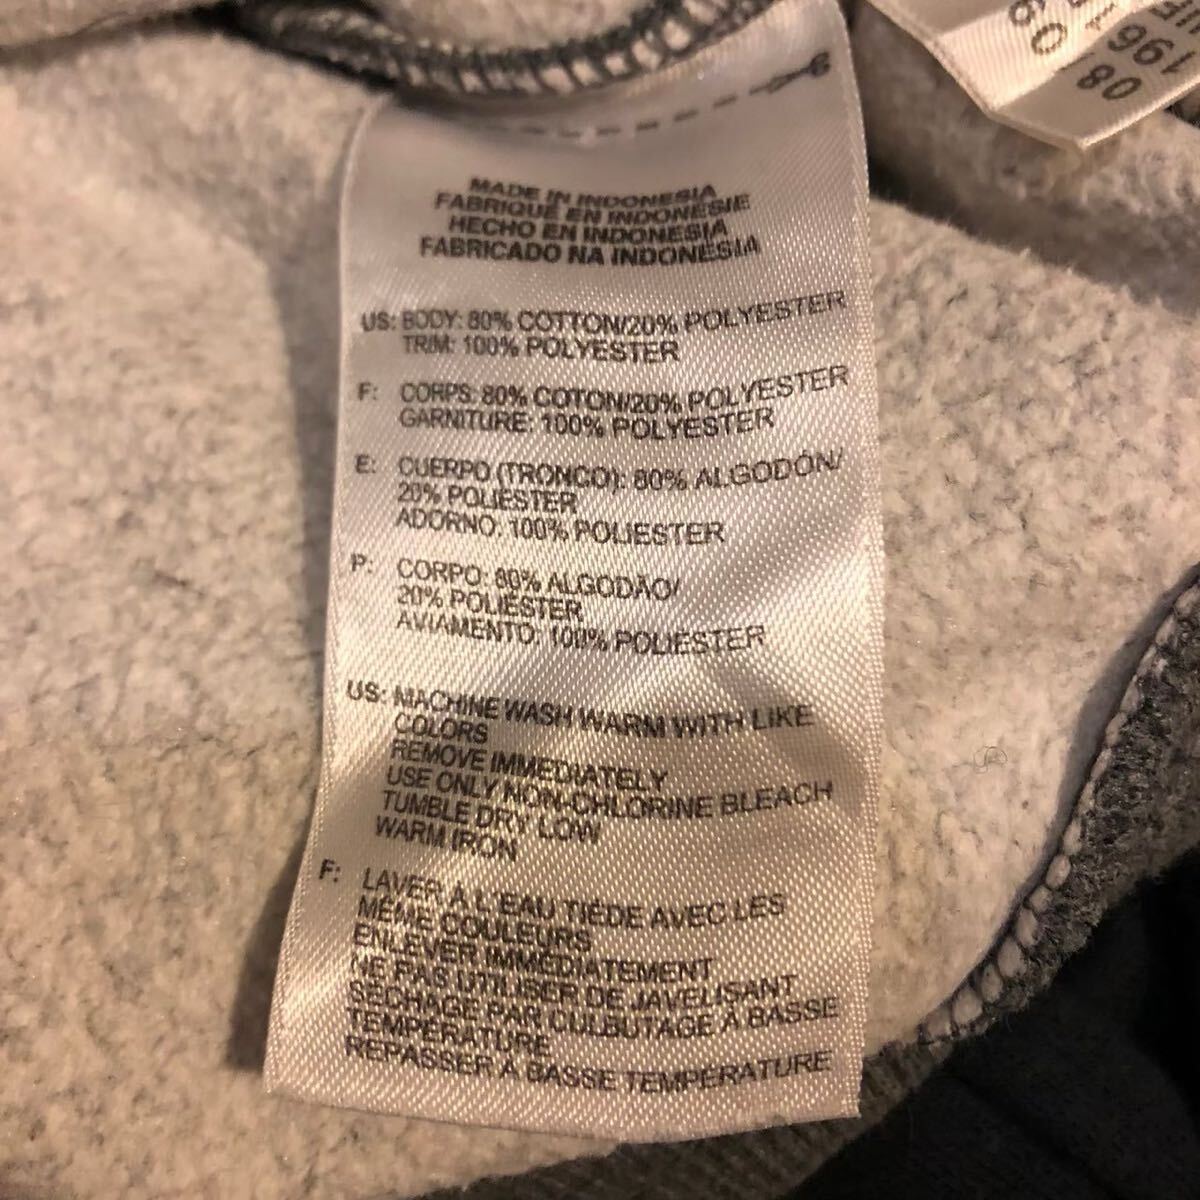 MADE IN INDONESIA
FABRIQUÉ EN INDONÉSIE
HECHO EN INDONESIA
FABRICADO NA INDONÉSIA
US: BODY: 80% COTTON/20% POLYESTER
TRIM: 100% POLYESTER
F: CORPS: 80% COTON/20% POLYESTER
GARNITURE: 100% POLYESTER
E: CUERPO (TRONCO): 80% ALGODÓN/
20% POLIÉSTER
ADORNO: 100% POLIÉSTER
P: CORPO: 80% ALGODÃO/
20% POLIÉSTER
AVIAMENTO: 100% POLIÉSTER
US: MACHINE WASH WARM WITH LIKE
COLORS
REMOVE IMMEDIATELY
USE ONLY NON-CHLORINE BLEACH
TUMBLE DRY LOW
WARM IRON
F: LAVER À L'EAU TIÈDE AVEC LES
MÊME COULEURS
ENLEVER IMMÉDIATEMENT
NE PAS UTILISER DE JAVELISANT
SÉCHAGE PAR CULBUTAGE À BASSE
TEMPÉRATURE
REPASSER À BASSE TEMPÉRATURE
08
196